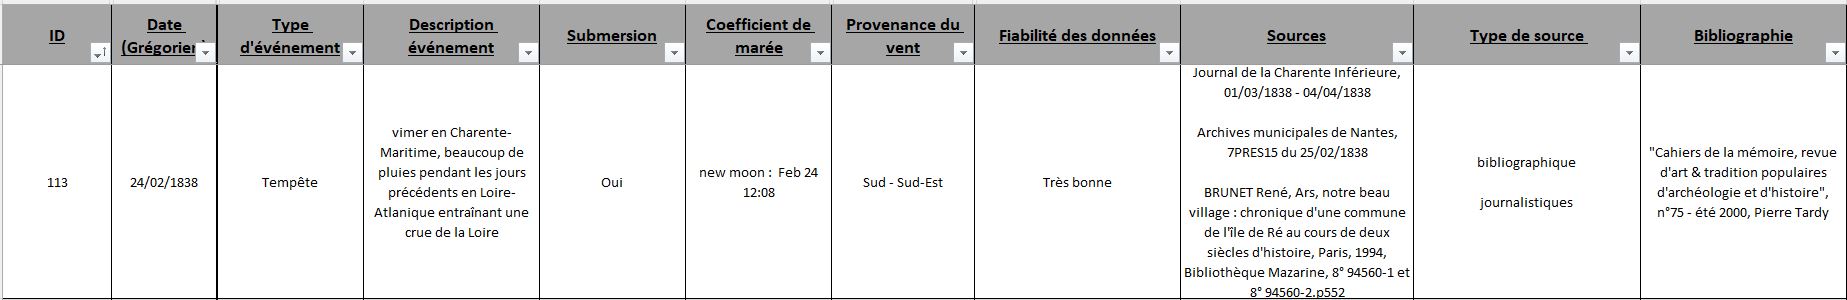 ID
Date
(Grégorien)
Type
d'événement
Description
événement
Submersion
Coefficient de
marée
Provenance du
vent
Fiabilité des données
Sources
Type de source
Bibliographie
113
24/02/1838
Tempête
vimer en Charente-
Maritime, beaucoup de
pluies pendant les jours
précédents en Loire-
Atlanique entraînant une
crue de la Loire
Oui
new moon : Feb 24
12:08
Sud - Sud-Est
Très bonne
Journal de la Charente Inférieure,
01/03/1838 - 04/04/1838
Archives municipales de Nantes,
7PRES15 du 25/02/1838
BRUNET René, Ars, notre beau
village : chronique d'une commune
de l'île de Ré au cours de deux
siècles d'histoire, Paris, 1994,
Bibliothèque Mazarine, 8° 94560-1 et
8° 94560-2.p552
bibliographique
journalistiques
"Cahiers de la mémoire, revue
d'art & tradition populaires
d'archéologie et d'histoire",
n°75 - été 2000, Pierre Tardy